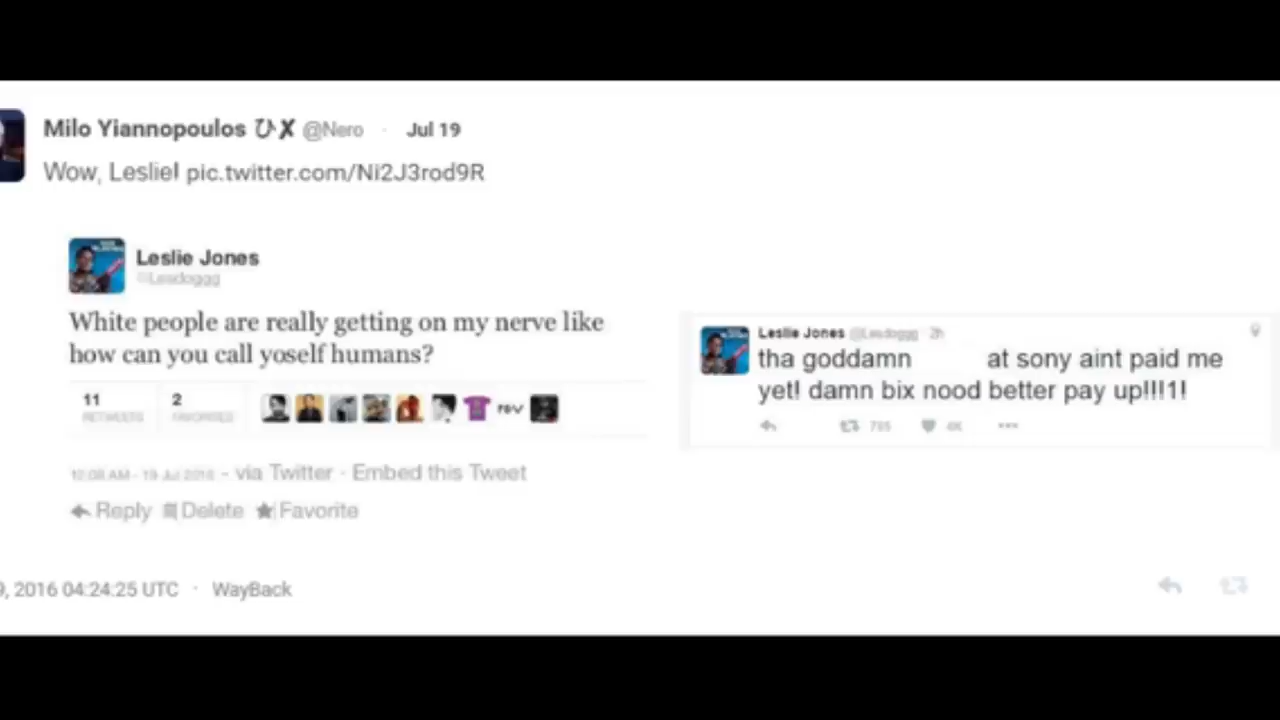 Milo Yiannopoulos ひ✘ @Nero · Jul 19
Wow, Leslie! pic.twitter.com/Ni2J3rod9R
Leslie Jones
@Lesdoggg
White people are really getting on my nerve like
how can you call yoself humans?
11 2
RETWEETS FAVORITES
12:08 AM - 19 Jul 2016 - via Twitter · Embed this Tweet
Reply Delete Favorite
Leslie Jones @Lesdoggg 2h
tha goddamn at sony aint paid me
yet! damn bix nood better pay up!!!1!
4K
9, 2016 04:24:25 UTC · WayBack